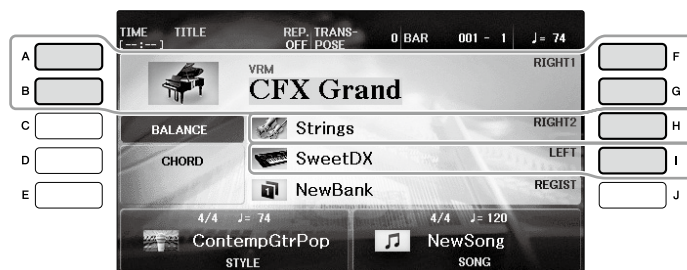 TIME TITLE REP. TRANS- 0 BAR 001 - 1 ♩= 74
[--:--] OFF POSE
A F
VRM RIGHT1
CFX Grand
B G
C BALANCE Strings RIGHT2 H
D CHORD SweetDX LEFT I
E NewBank REGIST J
4/4 ♩= 74 4/4 ♩= 120
ContempGtrPop NewSong
STYLE SONG